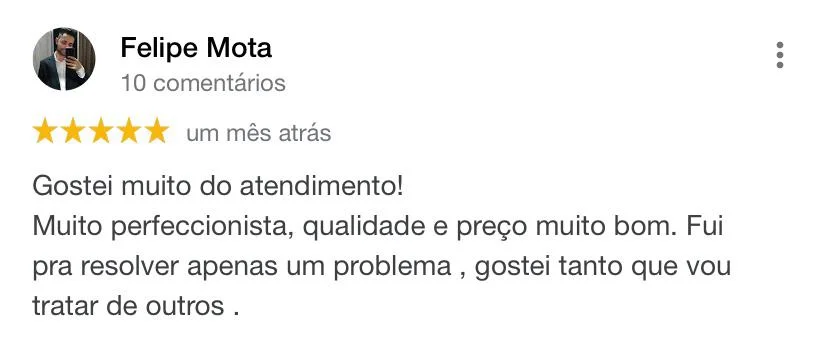 Felipe Mota
10 comentários
um mês atrás
Gostei muito do atendimento!
Muito perfeccionista, qualidade e preço muito bom. Fui
pra resolver apenas um problema , gostei tanto que vou
tratar de outros .